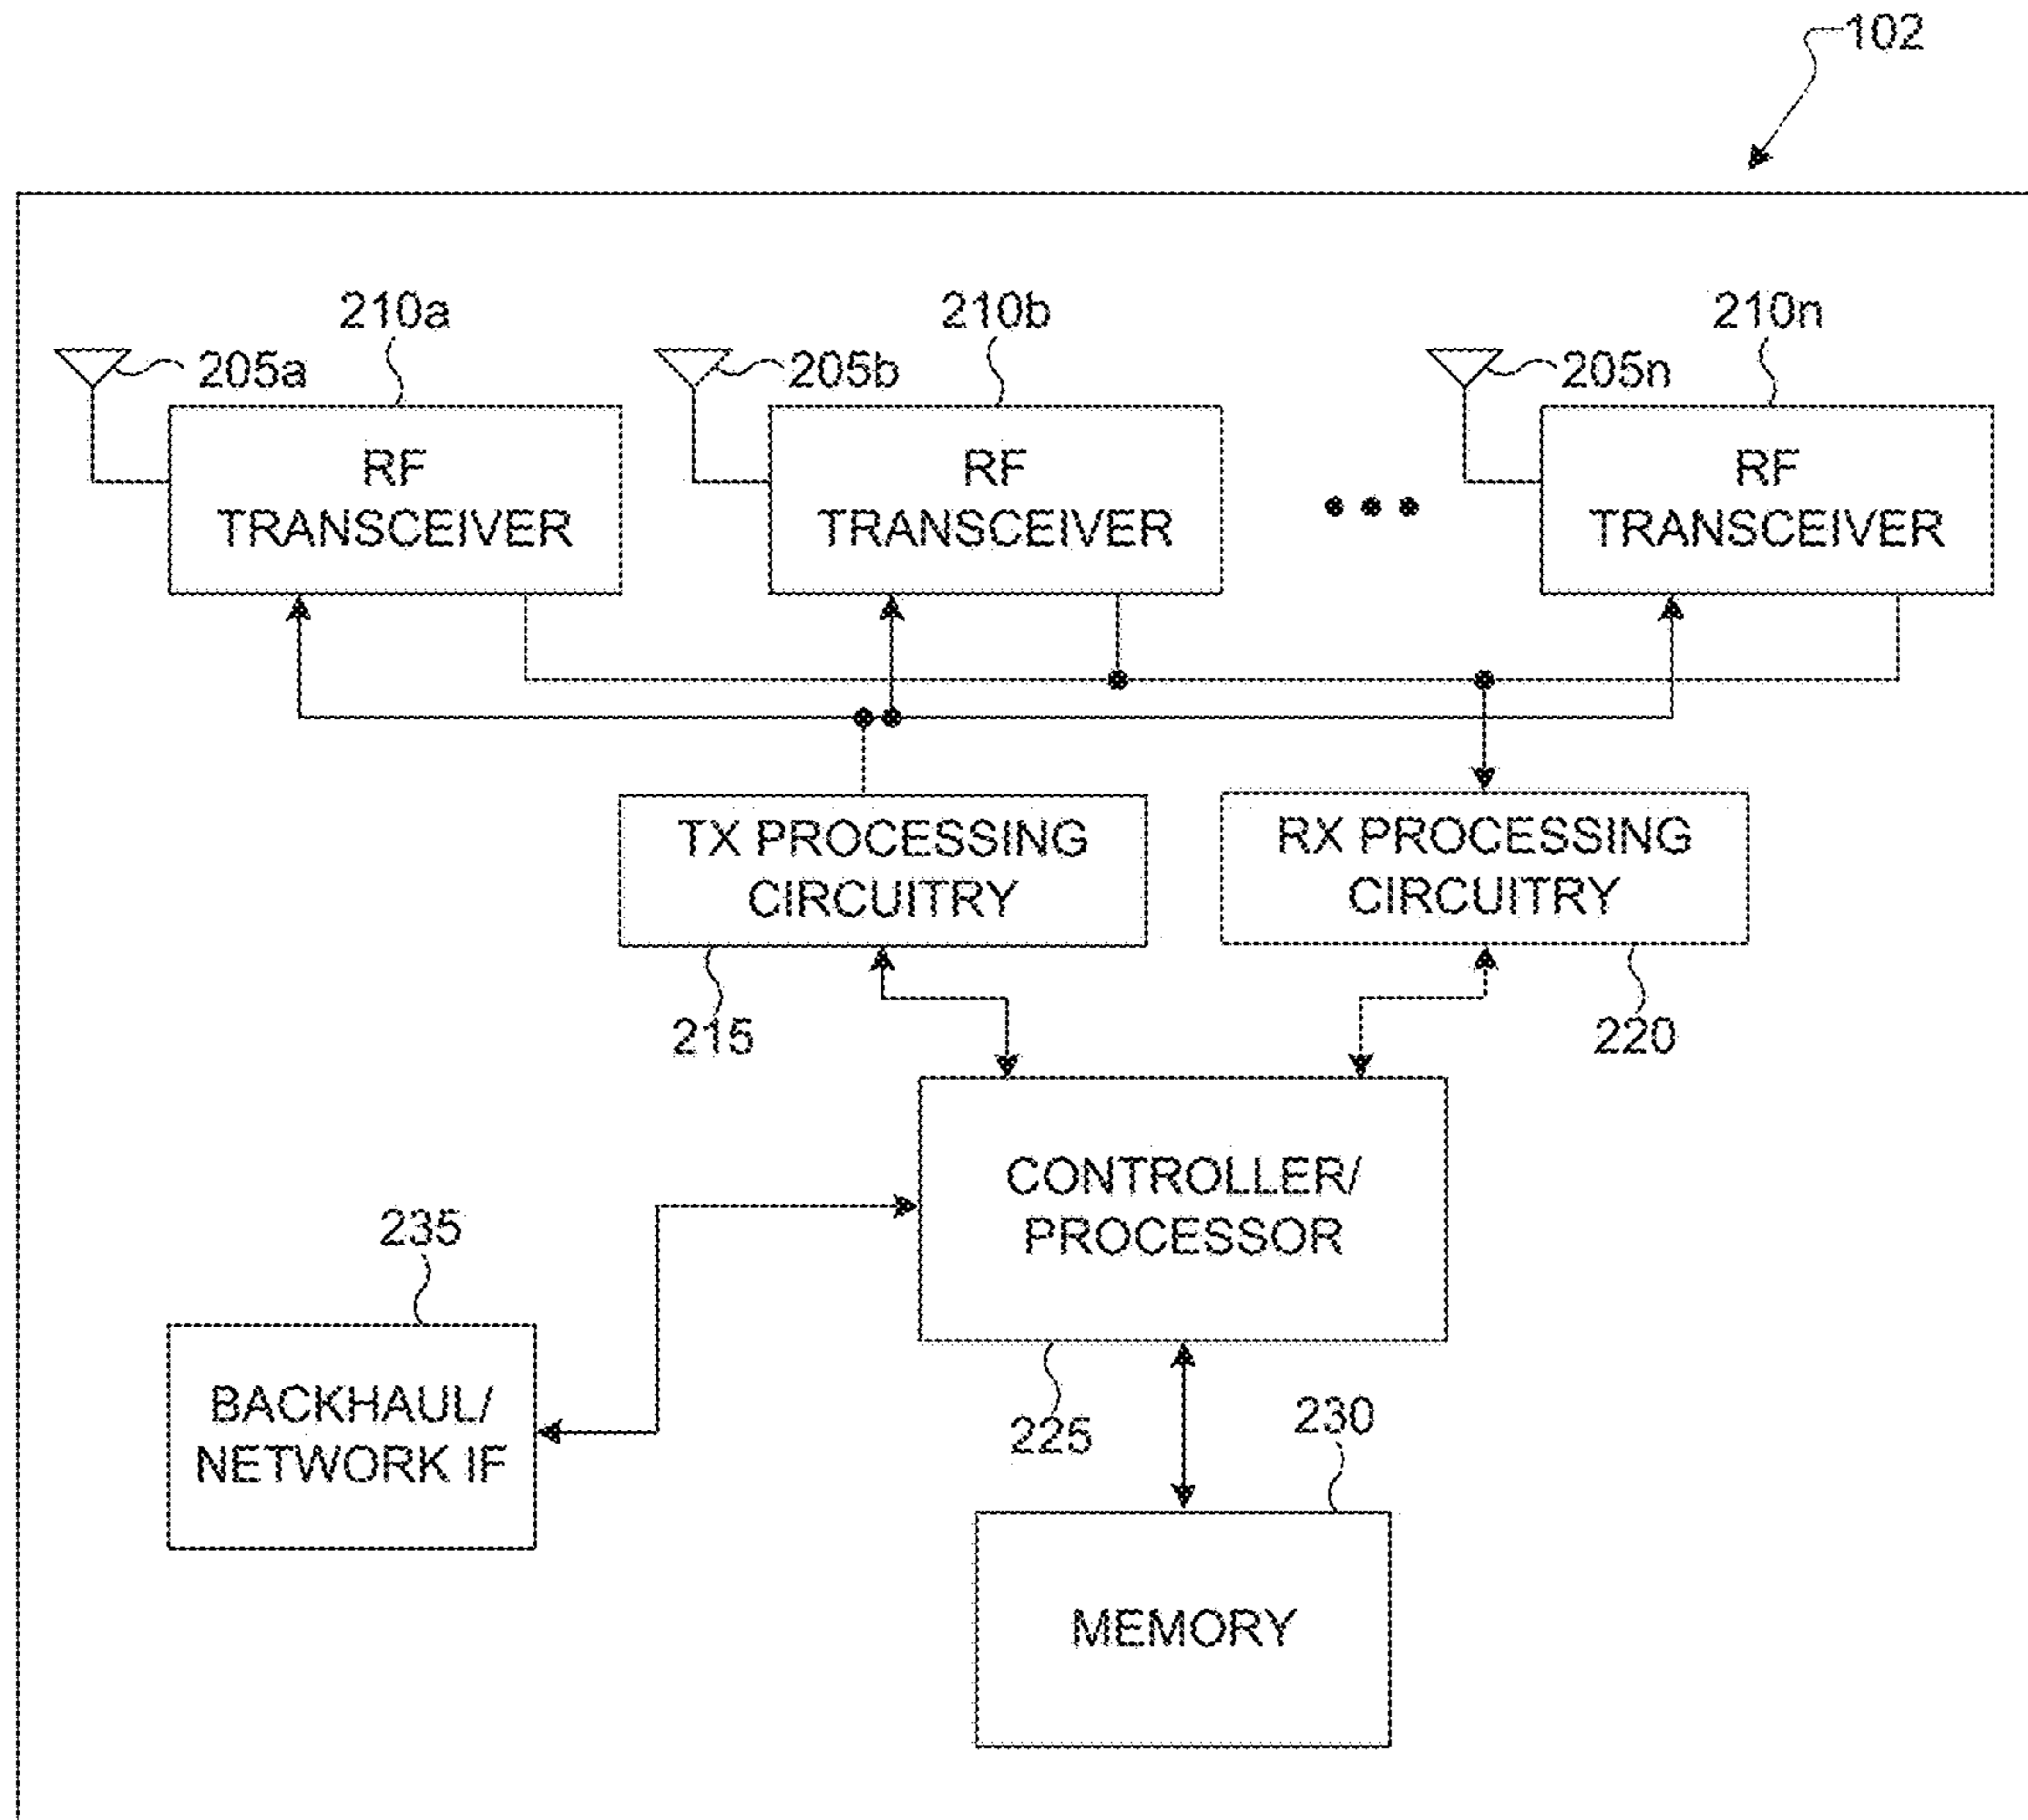 102
210a
210b
210n
205a
205b
205n
RF
TRANSCEIVER
RF
TRANSCEIVER
RF
TRANSCEIVER
TX PROCESSING
CIRCUITRY
RX PROCESSING
CIRCUITRY
215
220
CONTROLLER/
PROCESSOR
235
BACKHAUL/
NETWORK IF
225
230
MEMORY